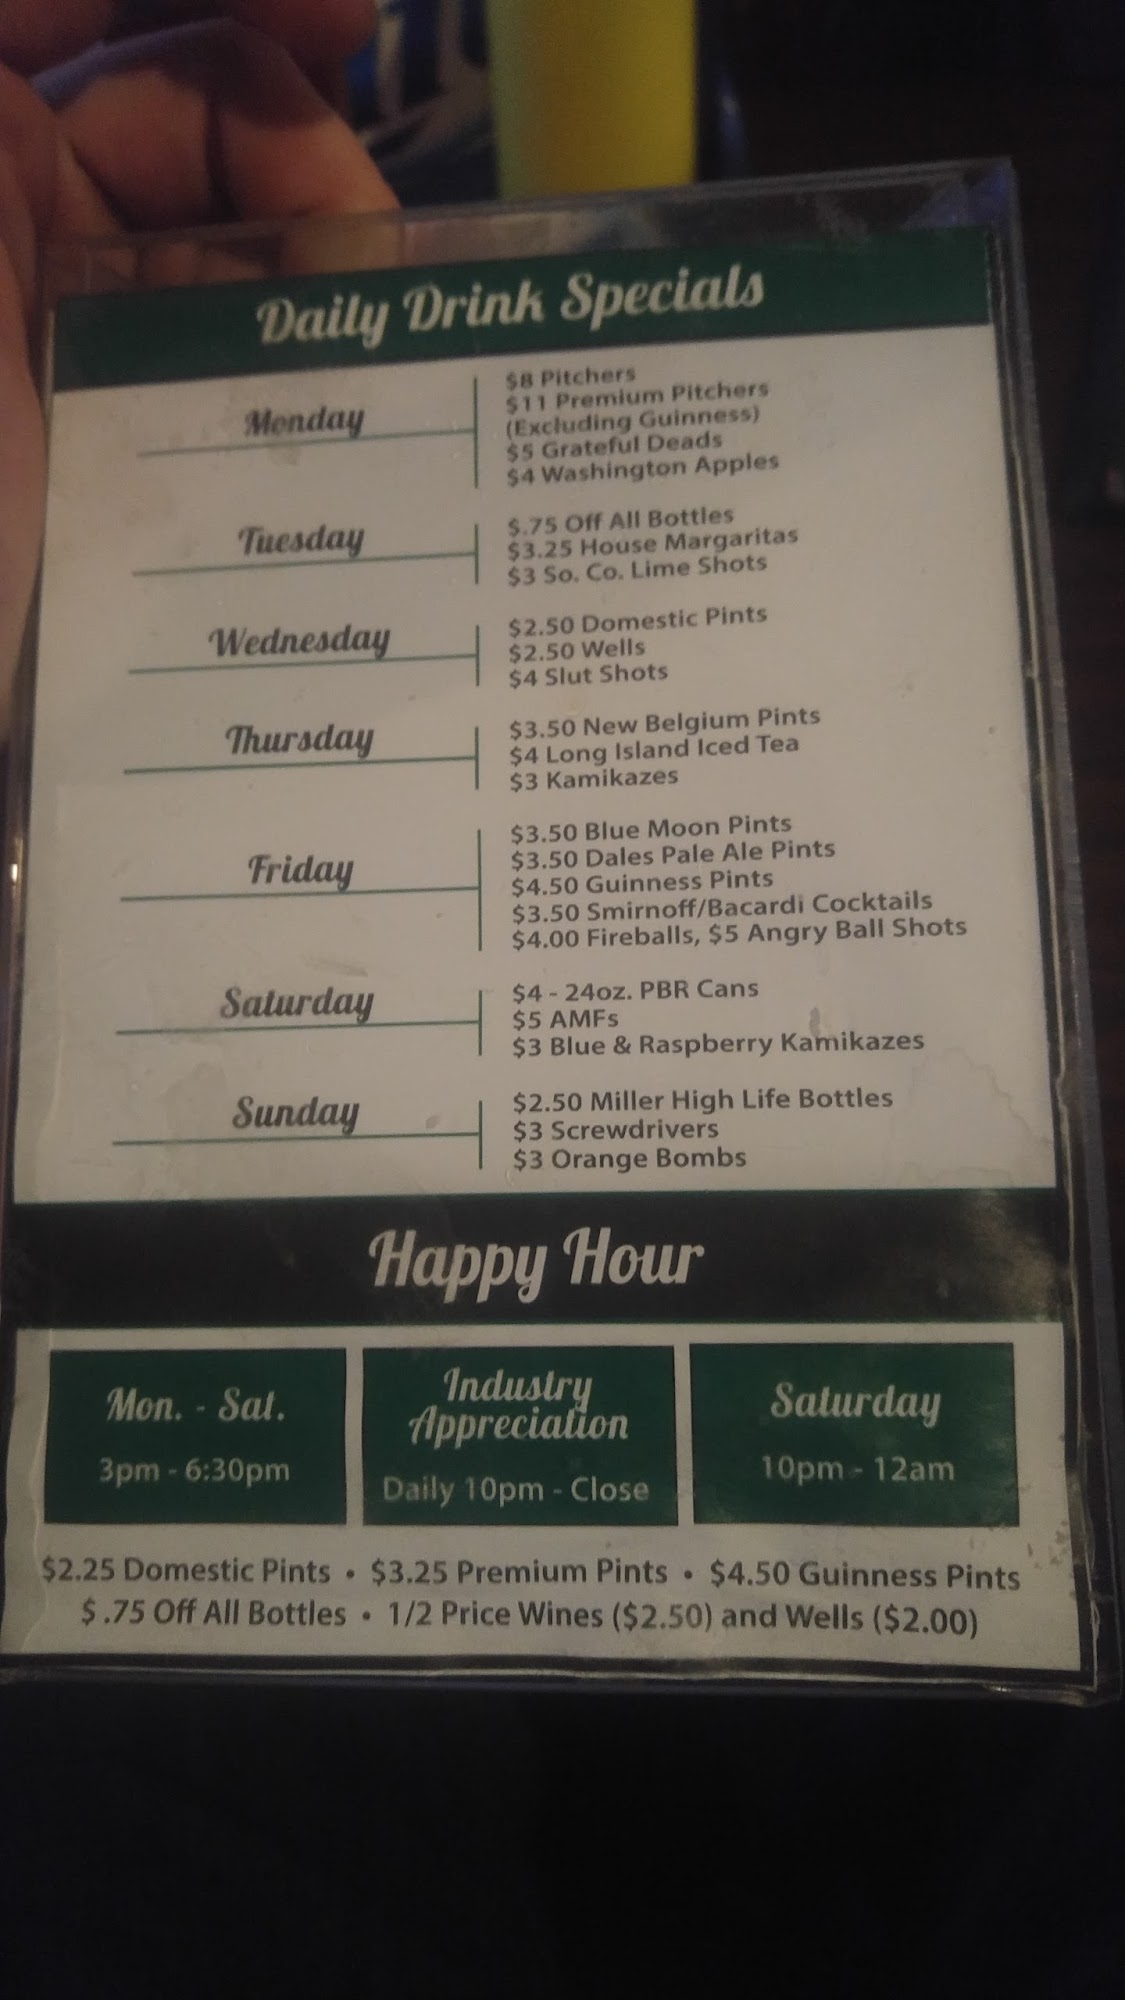 Daily Drink Specials
Monday
$8 Pitchers
$11 Premium Pitchers
(Excluding Guinness)
$5 Grateful Deads
$4 Washington Apples
Tuesday
$.75 Off All Bottles
$3.25 House Margaritas
$3 So. Co. Lime Shots
Wednesday
$2.50 Domestic Pints
$2.50 Wells
$4 Slut Shots
Thursday
$3.50 New Belgium Pints
$4 Long Island Iced Tea
$3 Kamikazes
Friday
$3.50 Blue Moon Pints
$3.50 Dales Pale Ale Pints
$4.50 Guinness Pints
$3.50 Smirnoff/Bacardi Cocktails
$4.00 Fireballs, $5 Angry Ball Shots
Saturday
$4 - 24oz. PBR Cans
$5 AMFs
$3 Blue & Raspberry Kamikazes
Sunday
$2.50 Miller High Life Bottles
$3 Screwdrivers
$3 Orange Bombs
Happy Hour
Mon. - Sat.
3pm - 6:30pm
Industry
Appreciation
Daily 10pm - Close
Saturday
10pm - 12am
$2.25 Domestic Pints • $3.25 Premium Pints • $4.50 Guinness Pints
$ .75 Off All Bottles • 1/2 Price Wines ($2.50) and Wells ($2.00)